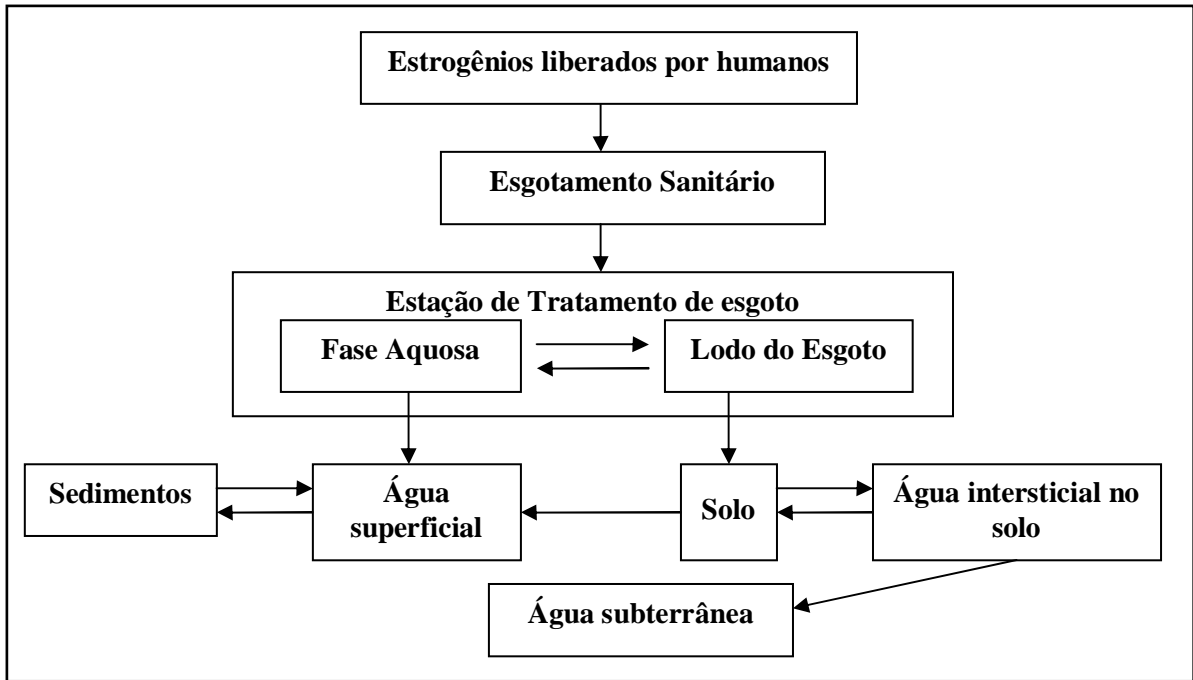 Estrogênios liberados por humanos
Esgotamento Sanitário
Estação de Tratamento de esgoto
Fase Aquosa
Lodo do Esgoto
Sedimentos
Água
superficial
Solo
Água intersticial no
solo
Água subterrânea